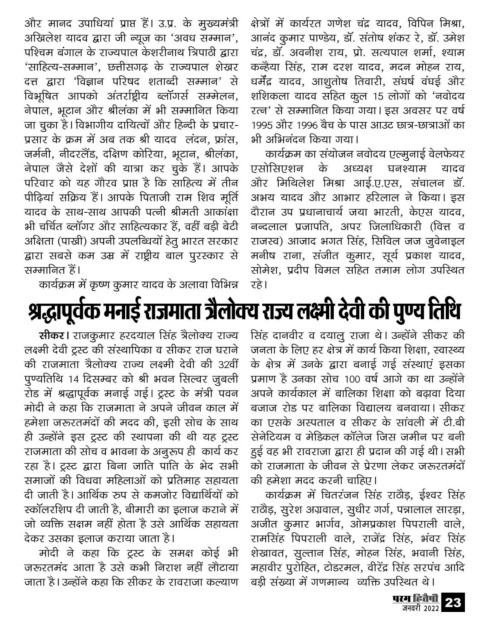 और मानद उपाधियां प्राप्त हैं। उ.प्र. के मुख्यमंत्री
अखिलेश यादव द्वारा जी न्यूज का 'अवध सम्मान',
पश्चिम बंगाल के राज्यपाल केशरीनाथ त्रिपाठी द्वारा
'साहित्य-सम्मान', छत्तीसगढ़ के राज्यपाल शेखर
दत्त द्वारा 'विज्ञान परिषद शताब्दी सम्मान' से
विभूषित आपको अंतर्राष्ट्रीय ब्लॉगर्स सम्मेलन,
नेपाल, भूटान और श्रीलंका में भी सम्मानित किया
जा चुका है। विभागीय दायित्वों और हिन्दी के प्रचार-
प्रसार के क्रम में अब तक श्री यादव लंदन, फ्रांस,
जर्मनी, नीदरलैंड, दक्षिण कोरिया, भूटान, श्रीलंका,
नेपाल जैसे देशों की यात्रा कर चुके हैं। आपके
परिवार को यह गौरव प्राप्त है कि साहित्य में तीन
पीढ़ियां सक्रिय हैं। आपके पिताजी राम शिव मूर्ति
यादव के साथ-साथ आपकी पत्नी श्रीमती आकांक्षा
भी चर्चित ब्लॉगर और साहित्यकार हैं, वहीं बड़ी बेटी
अक्षिता (पाखी) अपनी उपलब्धियों हेतु भारत सरकार
द्वारा सबसे कम उम्र में राष्ट्रीय बाल पुरस्कार से
सम्मानित हैं।
कार्यक्रम में कृष्ण कुमार यादव के अलावा विभिन्न
क्षेत्रों में कार्यरत गणेश चंद्र यादव, विपिन मिश्रा,
आनंद कुमार पाण्डेय, डॉ. संतोष शंकर रे, डॉ. उमेश
चंद्र, डॉ. अवनीश राय, प्रो. सत्यपाल शर्मा, श्याम
कन्हैया सिंह, राम दरश यादव, मदन मोहन राय,
धर्मेंद्र यादव, आशुतोष तिवारी, संघर्ष वंघई और
शशिकला यादव सहित कुल 15 लोगों को 'नवोदय
रत्न' से सम्मानित किया गया। इस अवसर पर वर्ष
1995 और 1996 बैच के पास आउट छात्र-छात्राओं का
भी अभिनंदन किया गया।
कार्यक्रम का संयोजन नवोदय एल्मुनाई वेलफेयर
एसोसिएशन के अध्यक्ष घनश्याम यादव
और मिथिलेश मिश्रा आई.ए.एस, संचालन डॉ.
अभय यादव और आभार हरिलाल ने किया। इस
दौरान उप प्रधानाचार्य जया भारती, केएस यादव,
नन्दलाल प्रजापति, अपर जिलाधिकारी (वित्त व
राजस्व) आजाद भगत सिंह, सिविल जज जुवेनाइल
मनीष राना, संजीत कुमार, सूर्य प्रकाश यादव,
सोमेश, प्रदीप विमल सहित तमाम लोग उपस्थित
रहे।
श्रद्धापूर्वक मनाई राजमाता त्रैलोक्य राज्य लक्ष्मी देवी की पुण्य तिथि
सीकर। राजकुमार हरदयाल सिंह त्रैलोक्य राज्य
लक्ष्मी देवी ट्रस्ट की संस्थापिका व सीकर राज घराने
की राजमाता त्रैलोक्य राज्य लक्ष्मी देवी की 32वीं
पुण्यतिथि 14 दिसम्बर को श्री भवन सिल्वर जुबली
रोड में श्रद्धापूर्वक मनाई गई। ट्रस्ट के मंत्री पवन
मोदी ने कहा कि राजमाता ने अपने जीवन काल में
हमेशा जरूरतमंदों की मदद की, इसी सोच के साथ
ही उन्होंने इस ट्रस्ट की स्थापना की थी यह ट्रस्ट
राजमाता की सोच व भावना के अनुरूप ही कार्य कर
रहा है। ट्रस्ट द्वारा बिना जाति पाति के भेद सभी
समाजों की विधवा महिलाओं को प्रतिमाह सहायता
दी जाती है। आर्थिक रुप से कमजोर विद्यार्थियों को
स्कॉलरशिप दी जाती है, बीमारी का इलाज कराने में
जो व्यक्ति सक्षम नहीं होता है उसे आर्थिक सहायता
देकर उसका इलाज कराया जाता है।
मोदी ने कहा कि ट्रस्ट के समक्ष कोई भी
जरूरतमंद आता है उसे कभी निराश नहीं लौटाया
जाता है। उन्होंने कहा कि सीकर के रावराजा कल्याण
सिंह दानवीर व दयालु राजा थे। उन्होंने सीकर की
जनता के लिए हर क्षेत्र में कार्य किया शिक्षा, स्वास्थ्य
के क्षेत्र में उनके द्वारा बनाई गई संस्थाएं इसका
प्रमाण है उनका सोच 100 वर्ष आगे का था उन्होंने
अपने कार्यकाल में बालिका शिक्षा को बढ़ावा दिया
बजाज रोड पर बालिका विद्यालय बनवाया। सीकर
का एसके अस्पताल व सीकर के सांवली में टी.बी
सेनेटियम व मेडिकल कॉलेज जिस जमीन पर बनी
हुई वह भी रावराजा द्वारा ही प्रदान की गई थी। सभी
को राजमाता के जीवन से प्रेरणा लेकर जरूरतमंदों
की हमेशा मदद करनी चाहिए।
कार्यक्रम में चितरंजन सिंह राठौड़, ईश्वर सिंह
राठौड़, सुरेश अग्रवाल, सुधीर गर्ग, पन्नालाल सारड़ा,
अजीत कुमार भार्गव, ओमप्रकाश पिपराली वाले,
रामसिंह पिपराली वाले, राजेंद्र सिंह, भंवर सिंह
शेखावत, सुल्तान सिंह, मोहन सिंह, भवानी सिंह,
महावीर पुरोहित, टोडरमल, वीरेंद्र सिंह सरपंच आदि
बड़ी संख्या में गणमान्य व्यक्ति उपस्थित थे।
परम हितैषी
जनवरी 2022
23